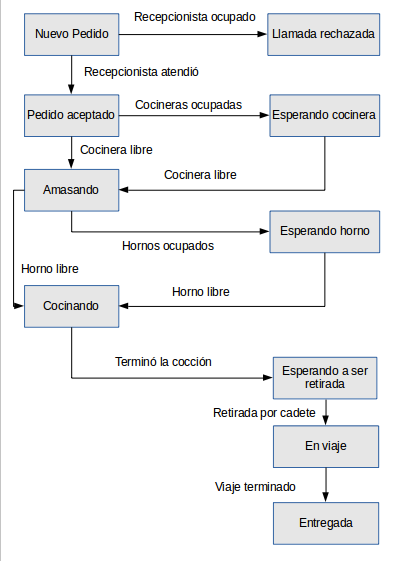 Recepcionista ocupado
Nuevo Pedido
Llamada rechazada
Recepcionista atendió
Cocineras ocupadas
Pedido aceptado
Esperando cocinera
Cocinera libre
Cocinera libre
Amasando
Esperando horno
Hornos ocupados
Horno libre
Horno libre
Cocinando
Terminó la cocción
Esperando a ser
retirada
Retirada por cadete
En viaje
Viaje terminado
Entregada